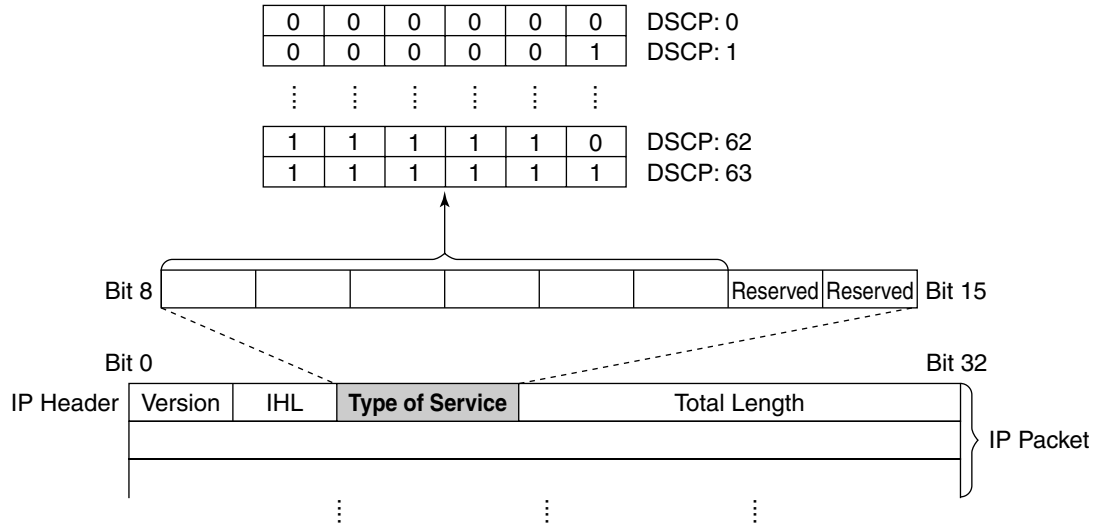 0 0 0 0 0 0 DSCP: 0
0 0 0 0 0 1 DSCP: 1
1 1 1 1 1 0 DSCP: 62
1 1 1 1 1 1 DSCP: 63
Bit 8 Reserved Reserved Bit 15
Bit 0 Bit 32
IP Header Version IHL Type of Service Total Length
IP Packet